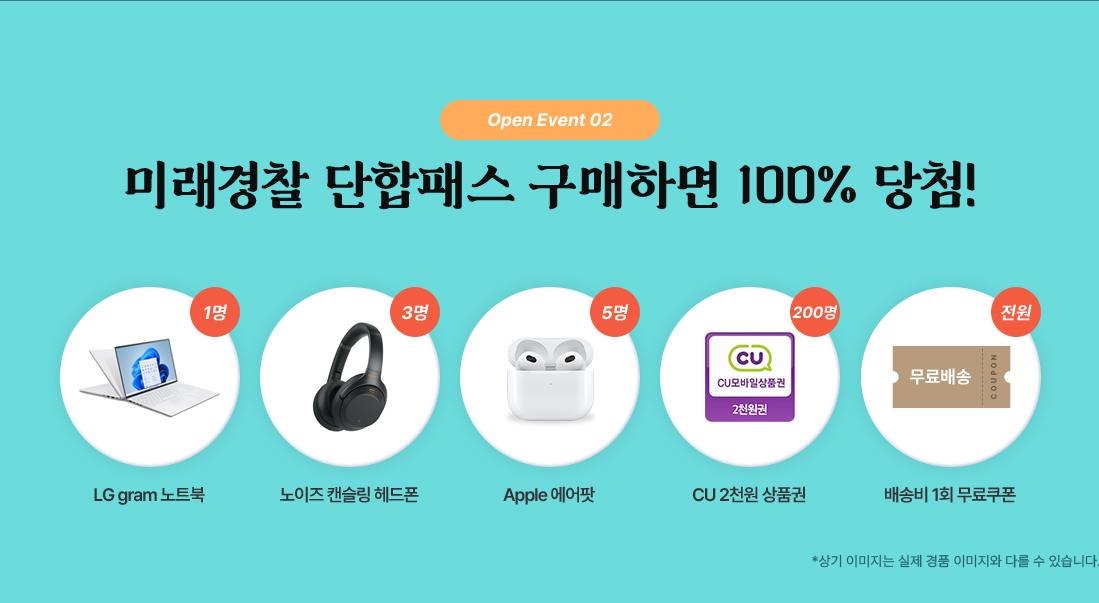 Open Event 02
미래경찰 단합패스 구매하면 100% 당첨!
1명
3명
5명
200명
전원
CU
CU모바일상품권
2천원권
무료배송
COUPON
LG gram 노트북
노이즈 캔슬링 헤드폰
Apple 에어팟
CU 2천원 상품권
배송비 1회 무료쿠폰
*상기 이미지는 실제 경품 이미지와 다를 수 있습니다.